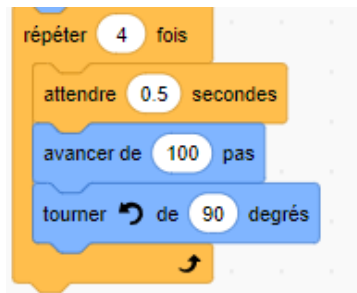 répéter 4 fois
attendre 0.5 secondes
avancer de 100 pas
tourner de 90 degrés